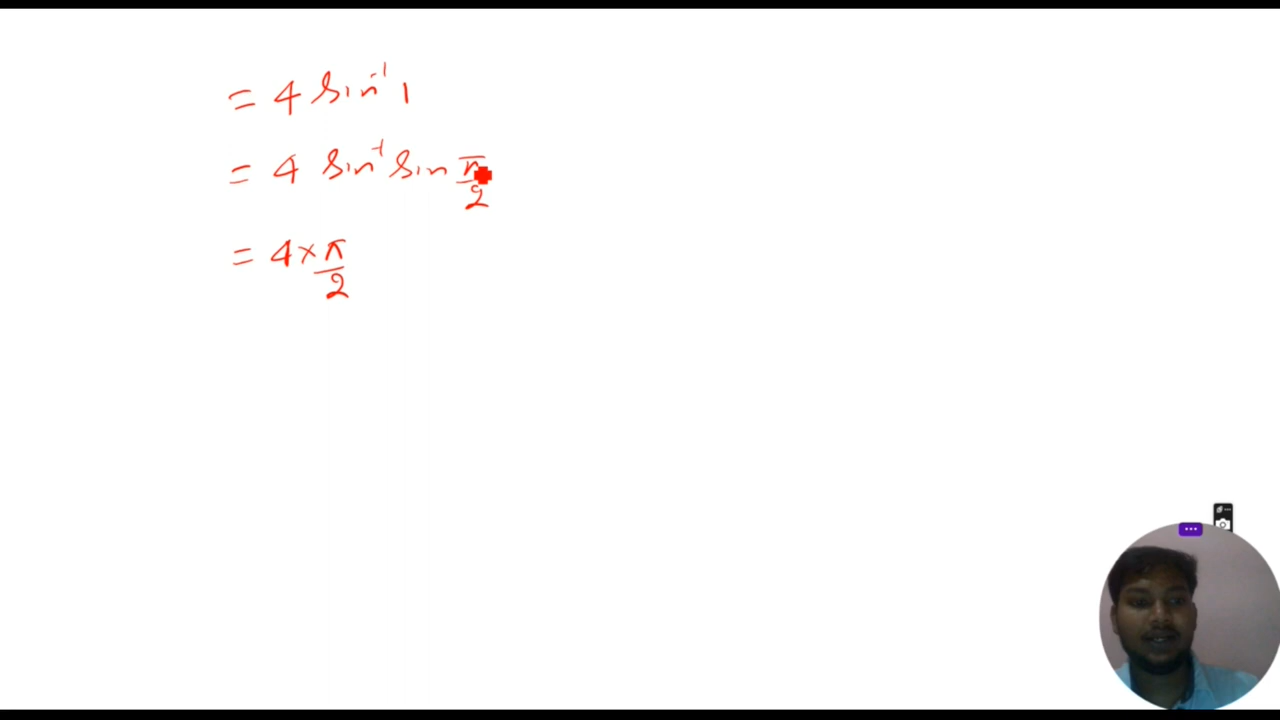 = 4 sin⁻¹ 1
= 4 sin⁻¹ sin π/2
= 4 × π/2